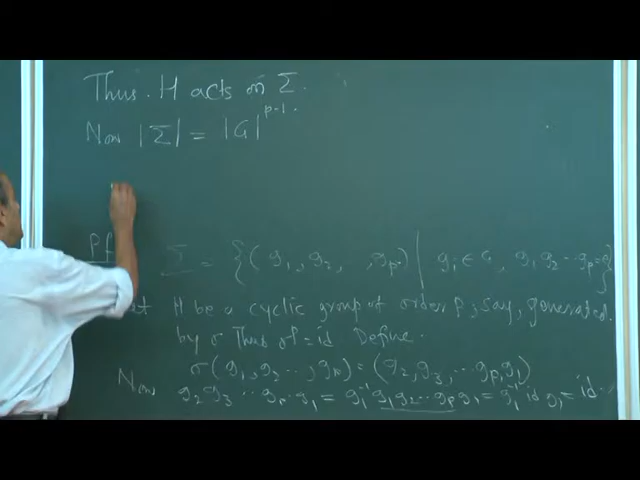 Thus. H acts on Σ.
Now |Σ| = |G|^{p-1}.
Pf Σ = {(g₁, g₂, , g_p) | g_i ∈ G, g₁g₂⋯g_p=e}
H be a cyclic group of order p, say, generated
by σ Thus σ^p = id Define.
σ(g₁, g₂⋯, g_p) = (g₂, g₃, ⋯ g_p, g₁)
Now g₂g₃ ⋯ g_p g₁ = g₁⁻¹ g₁g₂⋯g_p g₁ = g₁⁻¹ id g₁ = id